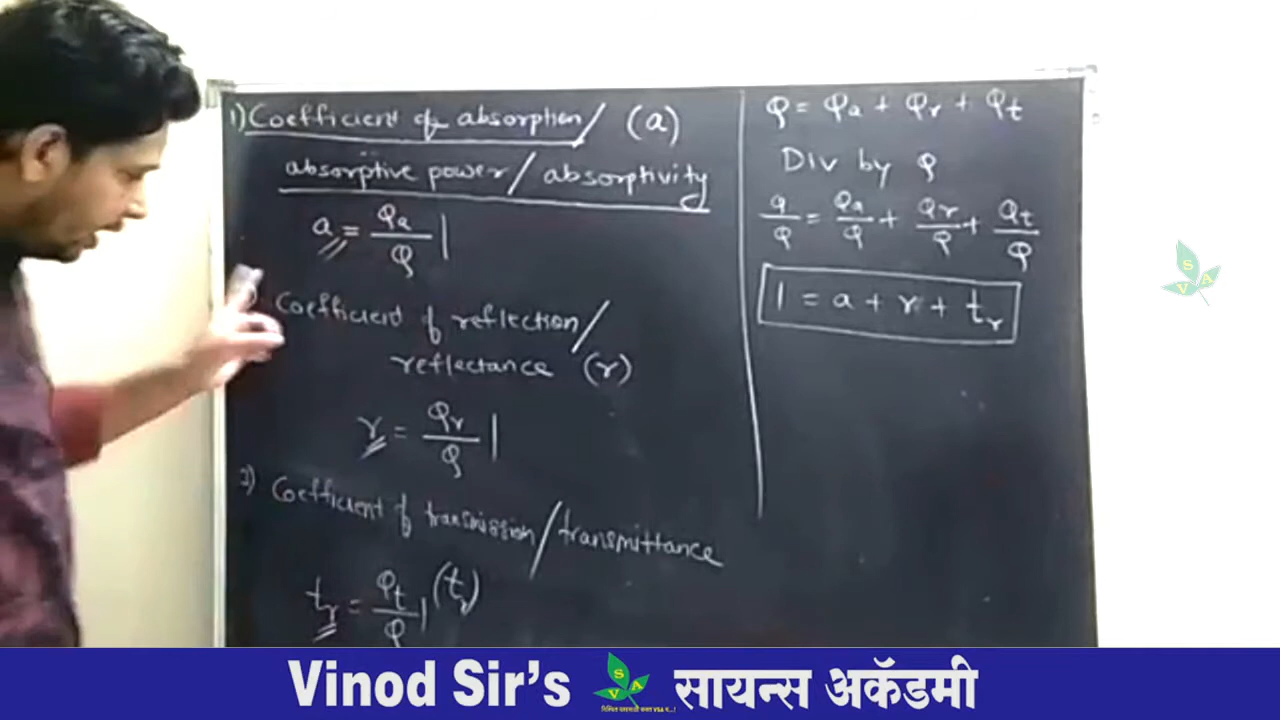 1) Coefficient of absorption/ (a)
absorptive power/ absorptivity
a = Qa/Q |
) Coefficient of reflection/
reflectance (r)
r = Qr/Q |
3) Coefficient of transmission/transmittance
(tr)
tr = Qt/Q |
Q = Qa + Qr + Qt
Div by Q
Q/Q = Qa/Q + Qr/Q + Qt/Q
1 = a + r + tr
S
V A
Vinod Sir's
S
V A
सायन्स अकॅडमी